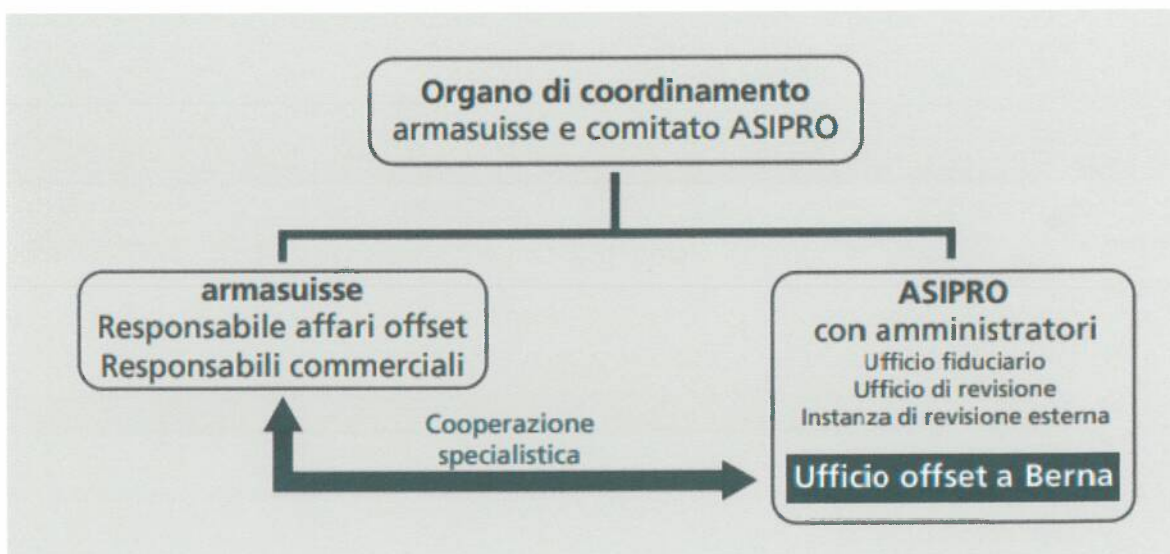 Organo di coordinamento
armasuisse e comitato ASIPRO
armasuisse
Responsabile affari offset
Responsabili commerciali
ASIPRO
con amministratori
Ufficio fiduciario
Ufficio di revisione
Instanza di revisione esterna
Ufficio offset a Berna
Cooperazione
specialistica